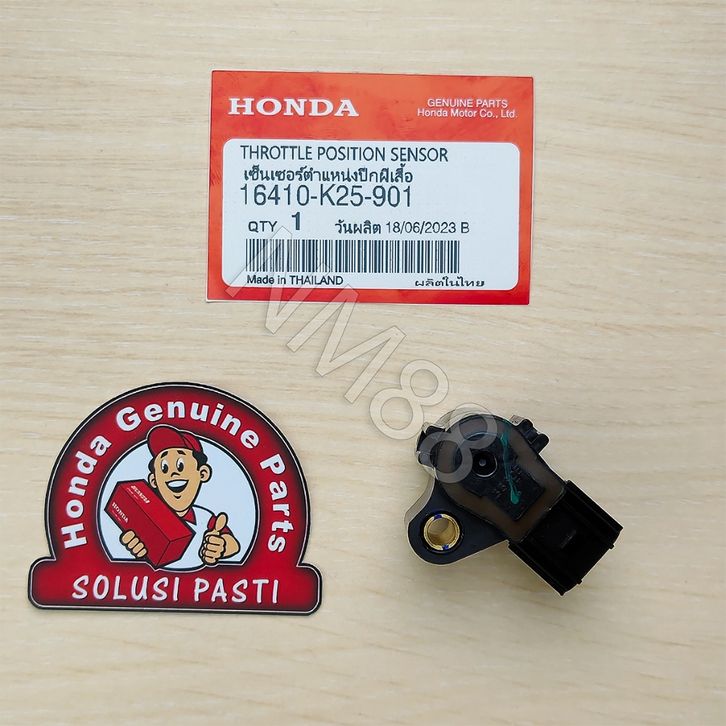 HONDA
GENUINE PARTS
Honda Motor Co., Ltd.
THROTTLE POSITION SENSOR
เซ็นเซอร์ตำแหน่งปีกผีเสื้อ
16410-K25-901
QTY 1 วันผลิต 18/06/2023 B
Made in THAILAND
ผลิตในไทย
NM88
Honda Genuine Parts
HONDA
SOLUSI PASTI